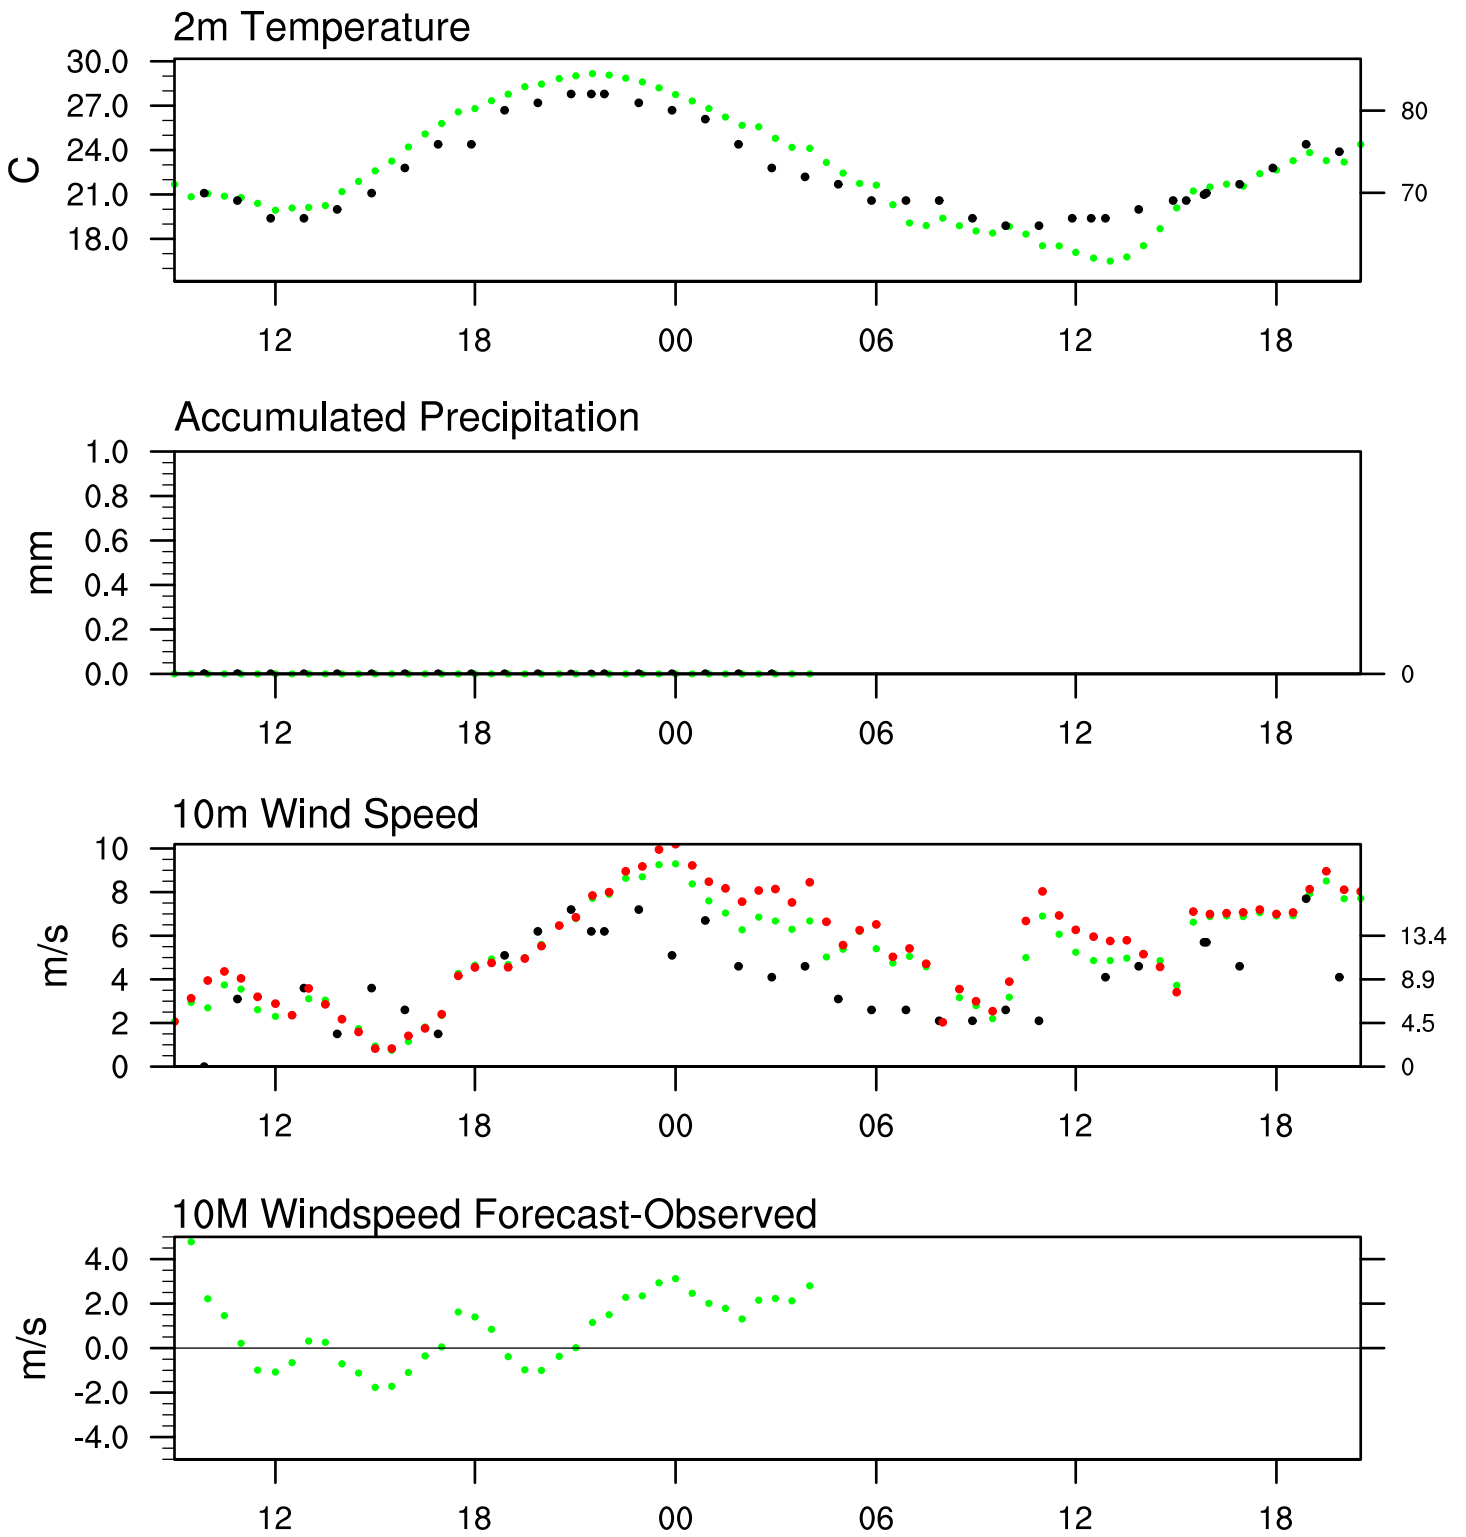 2m Temperature
30.0
27.0
24.0
21.0
18.0
C
80
70
12 18 00 06 12 18
Accumulated Precipitation
1.0
0.8
0.6
0.4
0.2
0.0
mm
0
12 18 00 06 12 18
10m Wind Speed
10
8
6
4
2
0
m/s
13.4
8.9
4.5
0
12 18 00 06 12 18
10M Windspeed Forecast-Observed
4.0
2.0
0.0
-2.0
-4.0
m/s
12 18 00 06 12 18